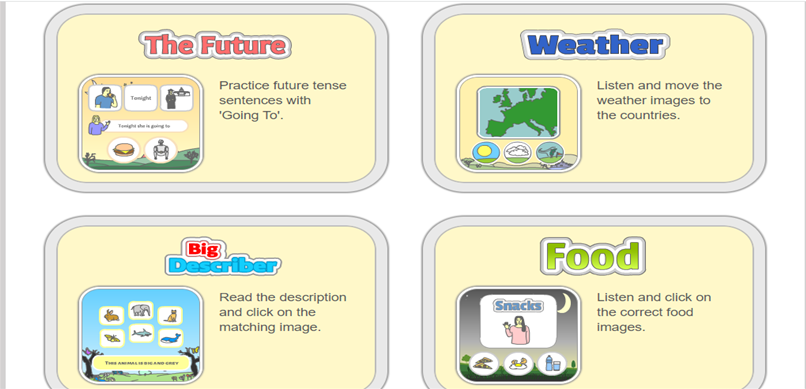 The Future
Tonight
Tonight she is going to
Practice future tense
sentences with
'Going To'.
Weather
Listen and move the
weather images to
the countries.
Big
Describer
THIS ANIMAL IS BIG AND GREY
Read the description
and click on the
matching image.
Food
Snacks
Listen and click on
the correct food
images.